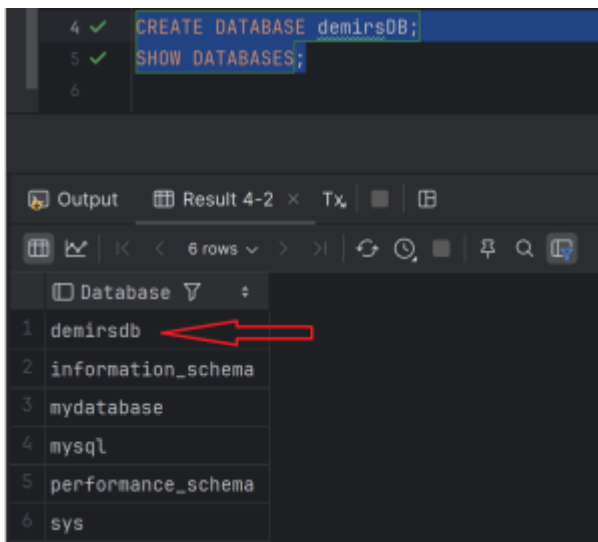 4 CREATE DATABASE demirsDB;
5 SHOW DATABASES;
6
Output Result 4-2 × Tx
6 rows
Database
1 demirsdb
2 information_schema
3 mydatabase
4 mysql
5 performance_schema
6 sys